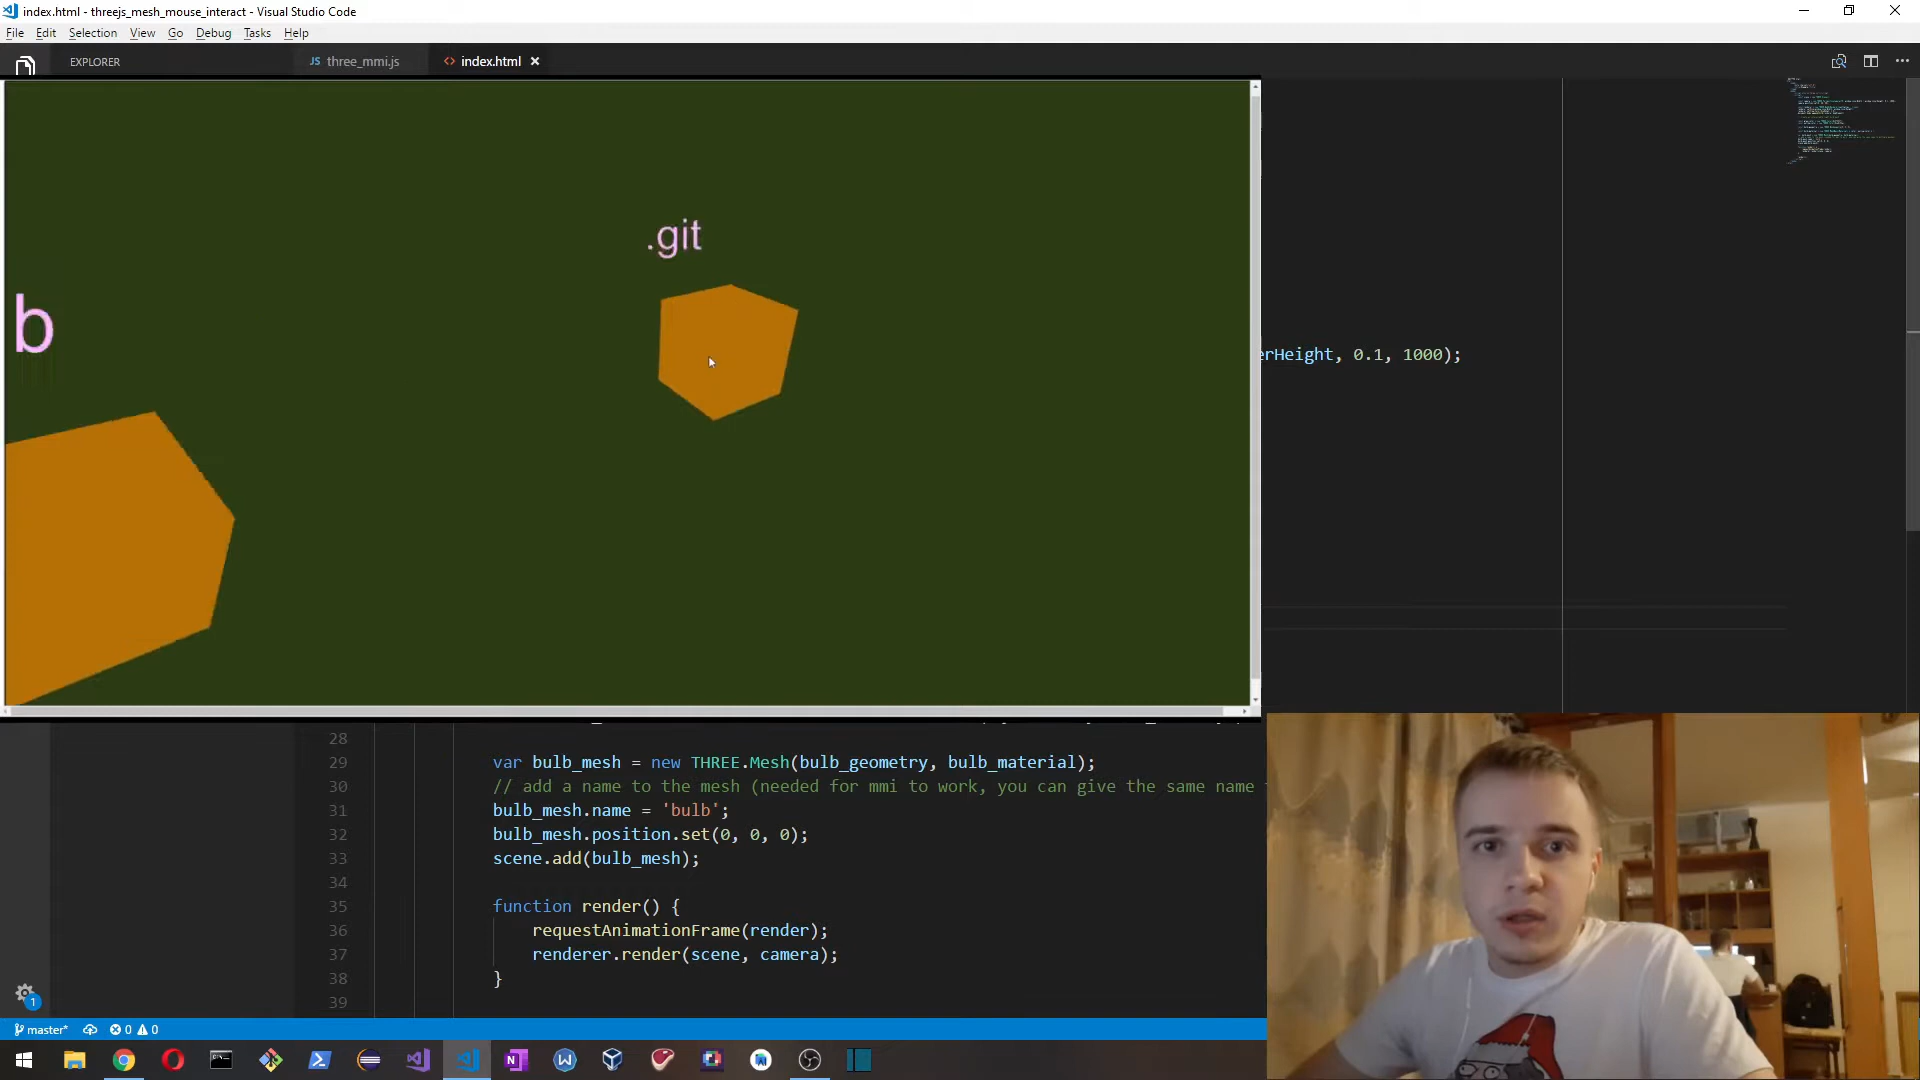 index.html - threejs_mesh_mouse_interact - Visual Studio Code
File Edit Selection View Go Debug Tasks Help
EXPLORER
JS three_mmi.js
<> index.html
.git
b
erHeight, 0.1, 1000);
28
29 var bulb_mesh = new THREE.Mesh(bulb_geometry, bulb_material);
30 // add a name to the mesh (needed for mmi to work, you can give the same name
31 bulb_mesh.name = 'bulb';
32 bulb_mesh.position.set(0, 0, 0);
33 scene.add(bulb_mesh);
34
35 function render() {
36 requestAnimationFrame(render);
37 renderer.render(scene, camera);
38 }
39
1
master* 0 0